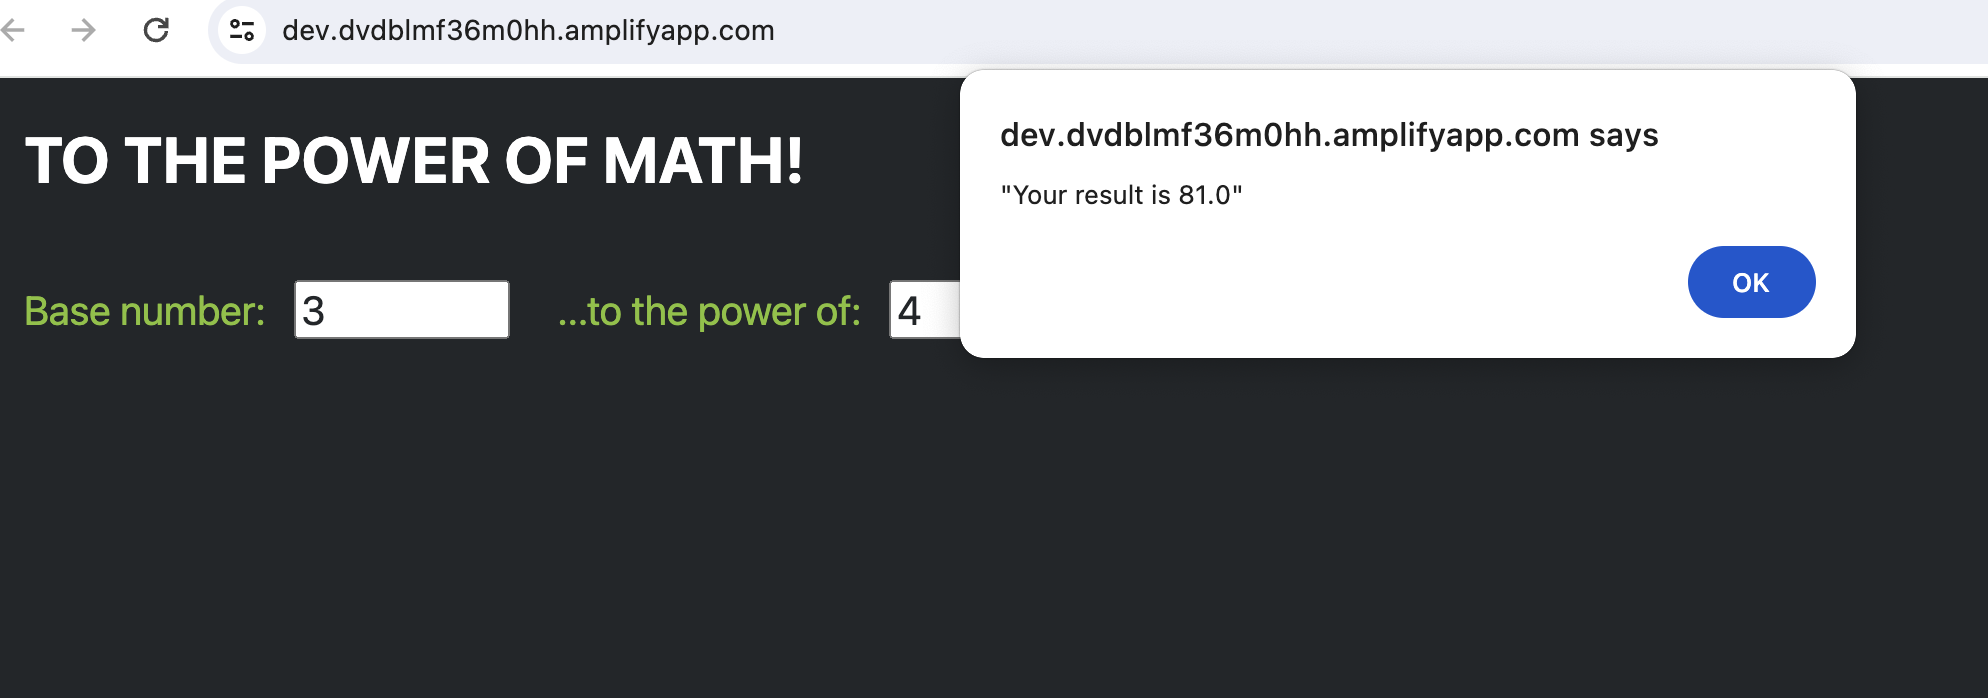 dev.dvdblmf36m0hh.amplifyapp.com
dev.dvdblmf36m0hh.amplifyapp.com says
"Your result is 81.0"
OK
TO THE POWER OF MATH!
Base number: 3 ...to the power of: 4